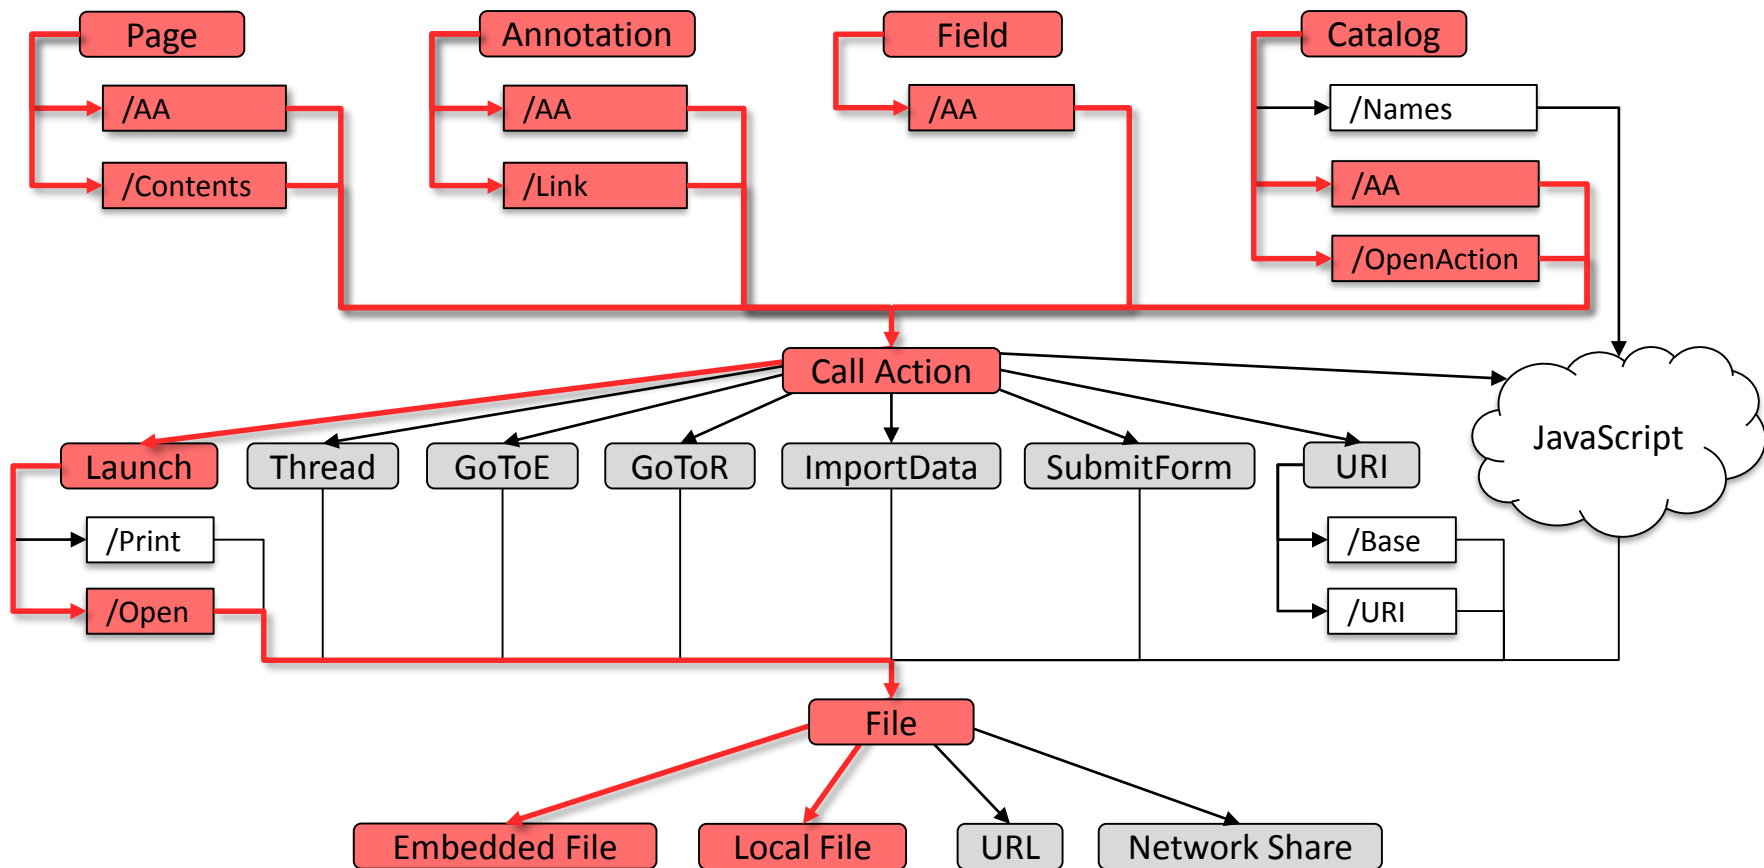 Page
Annotation
Field
Catalog
/AA
/AA
/AA
/Names
/Contents
/Link
/AA
/OpenAction
Call Action
JavaScript
Launch
Thread
GoToE
GoToR
ImportData
SubmitForm
URI
/Print
/Base
/Open
/URI
File
Embedded File
Local File
URL
Network Share